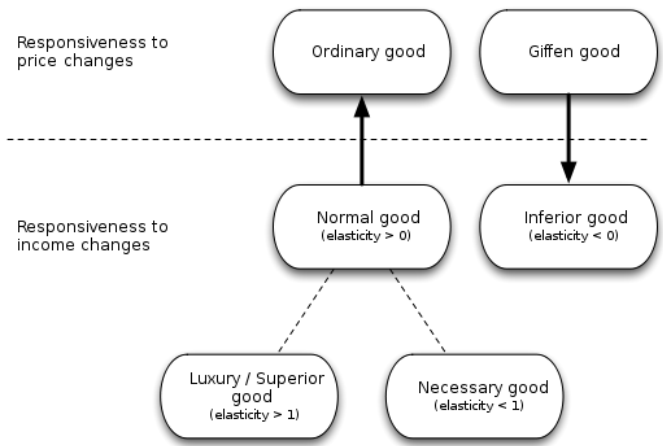 Responsiveness to
price changes
Ordinary good
Giffen good
Responsiveness to
income changes
Normal good
(elasticity > 0)
Inferior good
(elasticity < 0)
Luxury / Superior
good
(elasticity > 1)
Necessary good
(elasticity < 1)